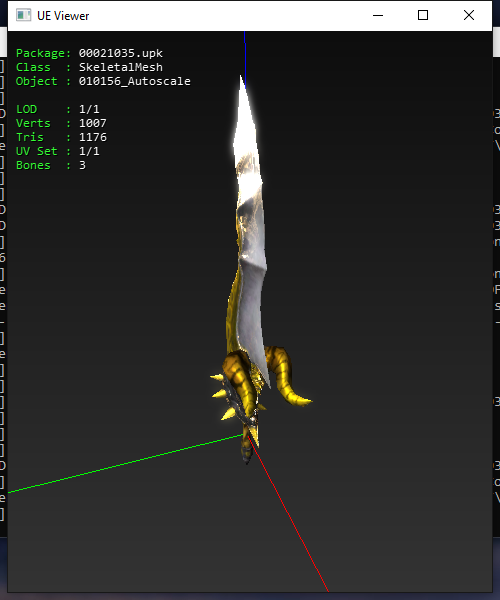 UE Viewer
Package: 00021035.upk
Class  : SkeletalMesh
Object : 010156_Autoscale
LOD    : 1/1
Verts  : 1007
Tris   : 1176
UV Set : 1/1
Bones  : 3